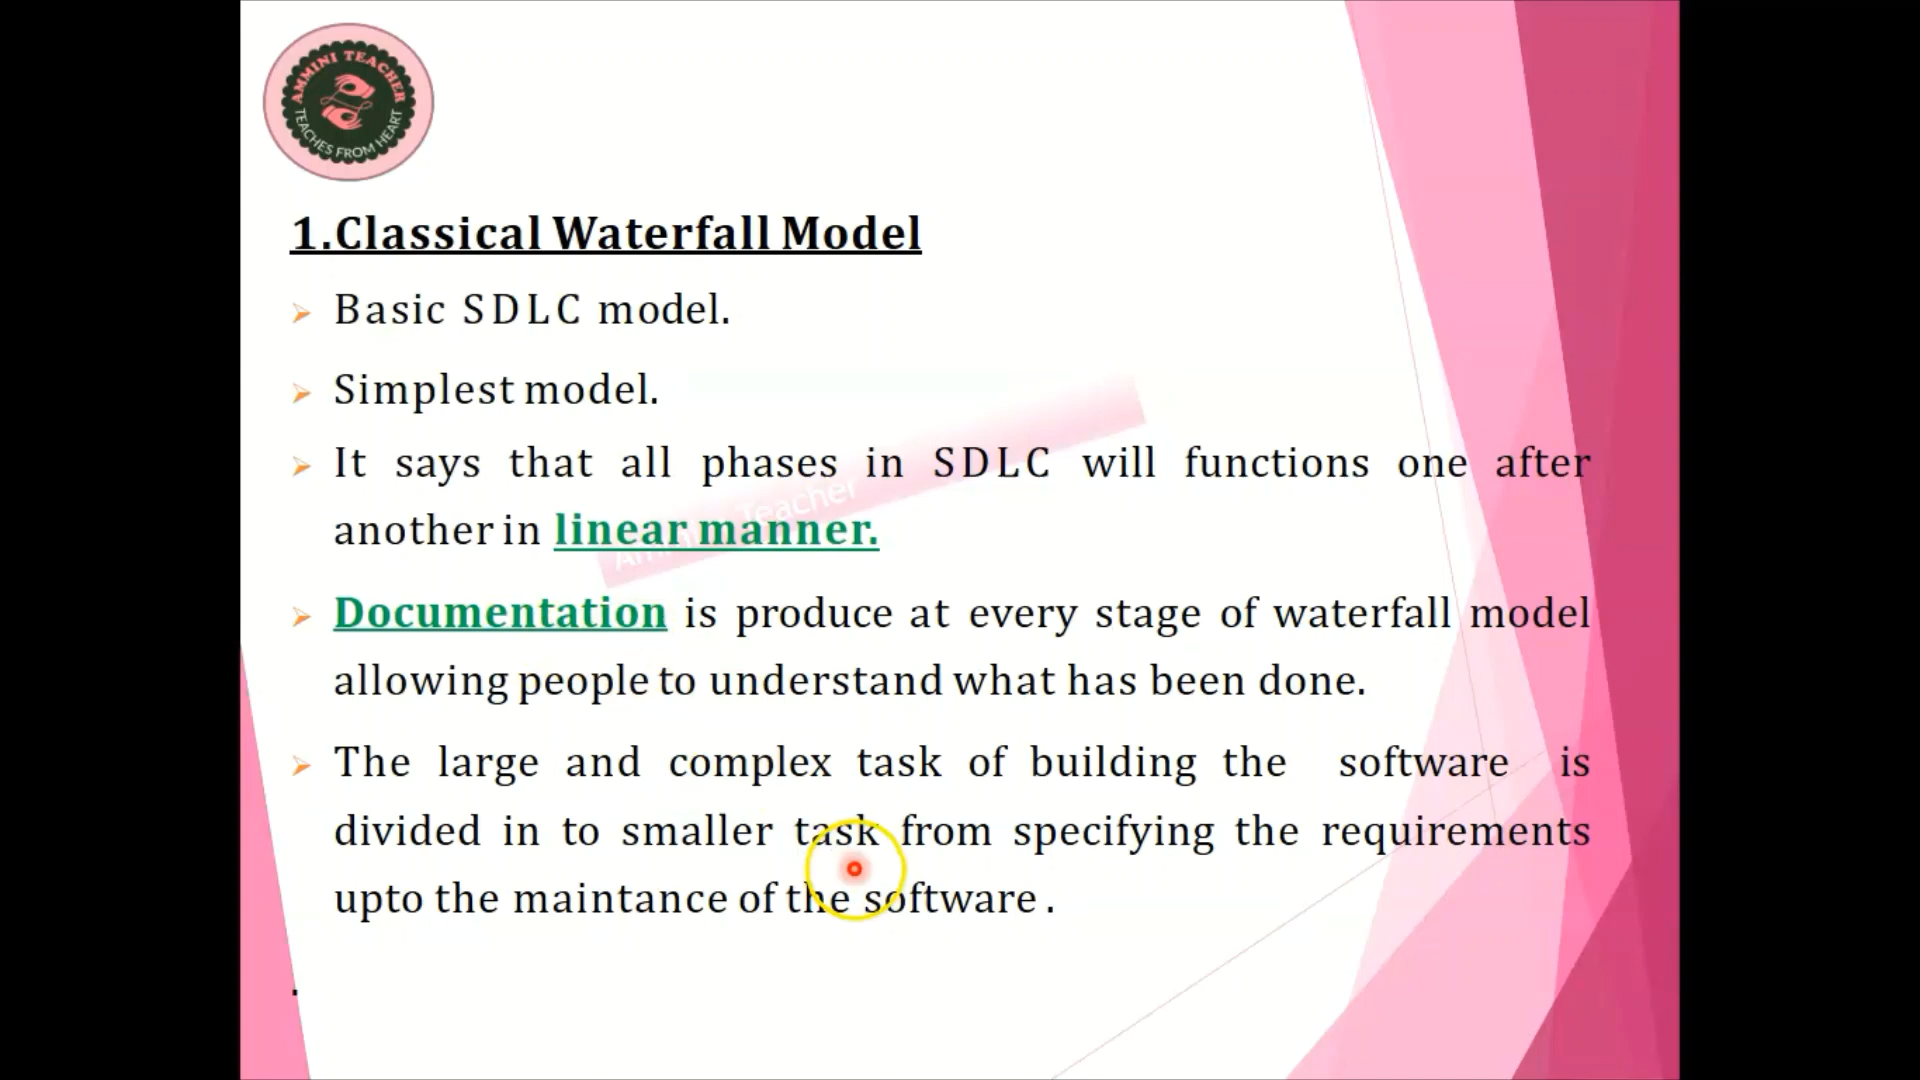 AMMINI TEACHER
TEACHES FROM HEART
1.Classical Waterfall Model
Basic SDLC model.
Simplest model.
It says that all phases in SDLC will functions one after
another in linear manner.
Documentation is produce at every stage of waterfall model
allowing people to understand what has been done.
The large and complex task of building the software is
divided in to smaller task from specifying the requirements
upto the maintance of the software .
.
Teacher